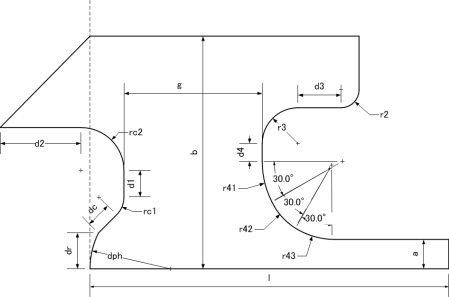 g
d3
r2
rc2
r3
b
d2
d4
30.0°
d1
r41
dc
rc1
30.0°
30.0°
r42
dr
dph
r43
a
l